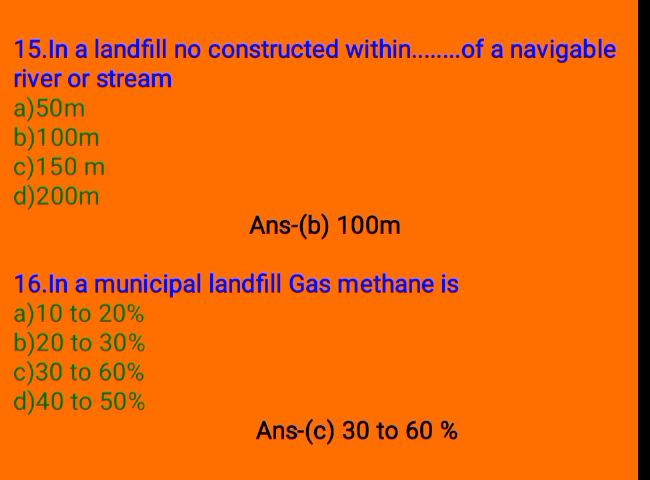 15.In a landfill no constructed within........of a navigable
river or stream
a)50m
b)100m
c)150 m
d)200m
Ans-(b) 100m
16.In a municipal landfill Gas methane is
a)10 to 20%
b)20 to 30%
c)30 to 60%
d)40 to 50%
Ans-(c) 30 to 60 %